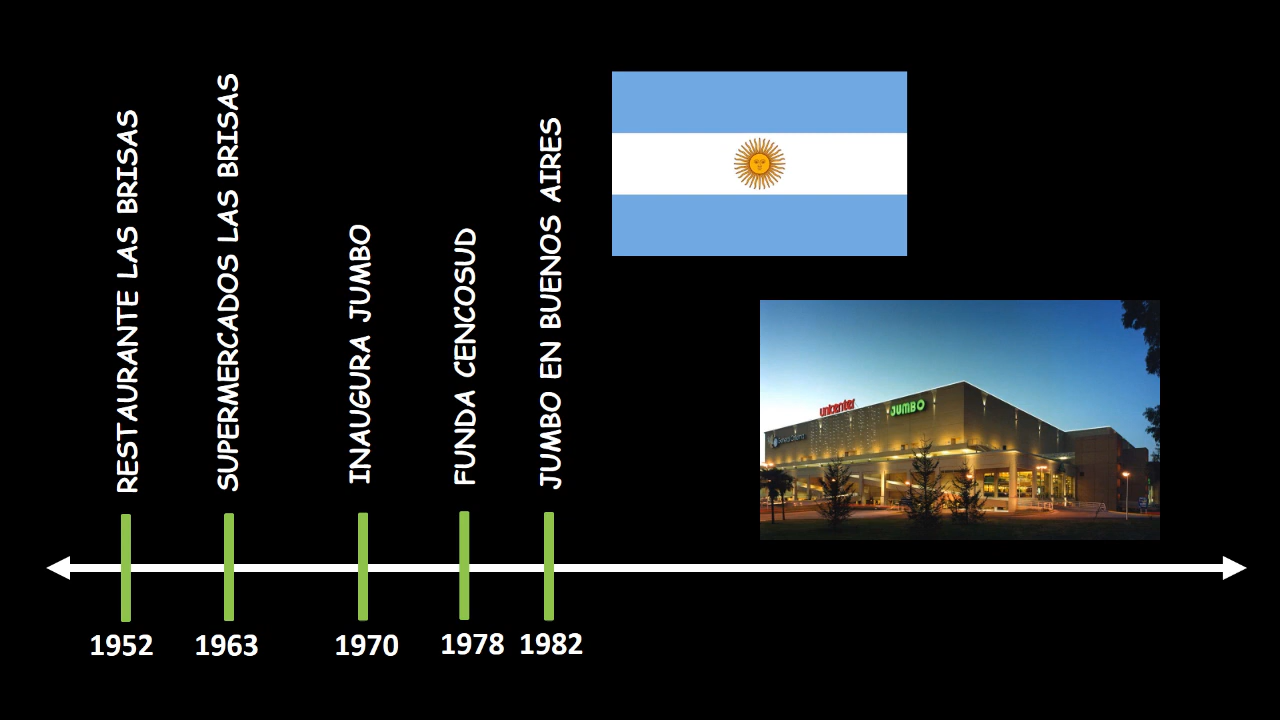 RESTAURANTE LAS BRISAS
SUPERMERCADOS LAS BRISAS
INAUGURA JUMBO
FUNDA CENCOSUD
JUMBO EN BUENOS AIRES
unicenter
JUMBO
1952
1963
1970
1978
1982